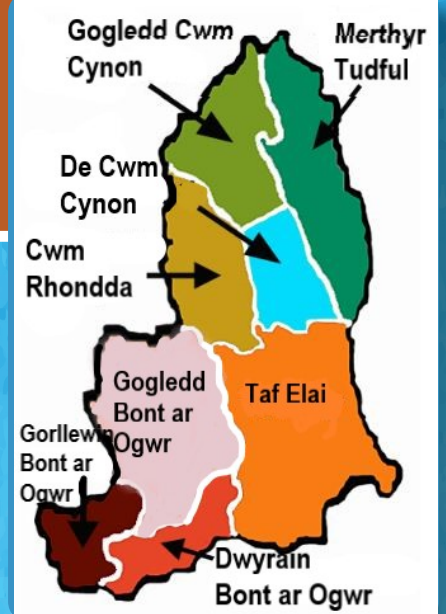 Gogledd Cwm
Cynon
Merthyr
Tudful
De Cwm
Cynon
Cwm
Rhondda
Gogledd
Bont ar
Ogwr
Taf Elai
Gorllewin
Bont ar
Ogwr
Dwyrain
Bont ar Ogwr